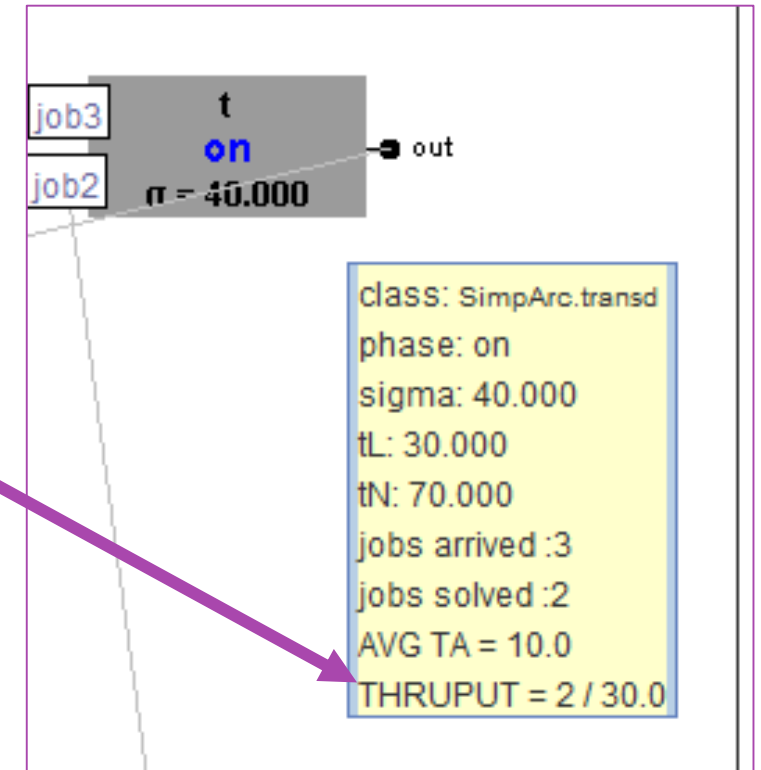 job3
t
on
out
job2
σ = 40.000
class: SimpArc.transd
phase: on
sigma: 40.000
tL: 30.000
tN: 70.000
jobs arrived :3
jobs solved :2
AVG TA = 10.0
THRUPUT = 2 / 30.0